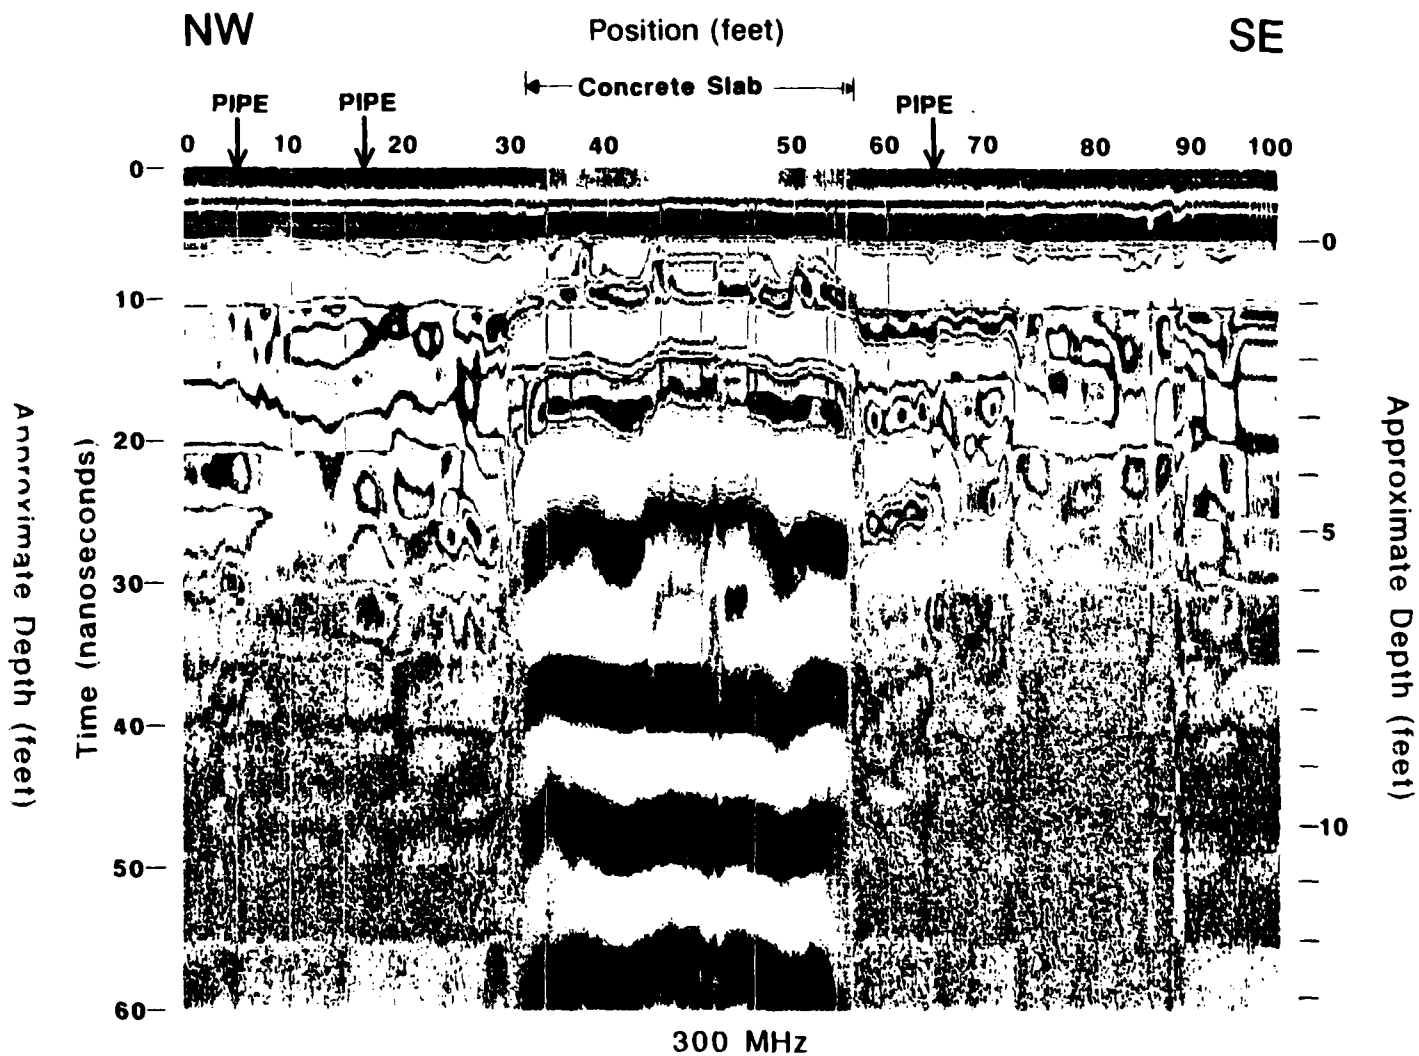 NW Position (feet) SE
Concrete Slab
PIPE PIPE PIPE
0 10 20 30 40 50 60 70 80 90 100
0
0
10
20
5
30
40
10
50
60
Time (nanoseconds)
Approximate Depth (feet)
Approximate Depth (feet)
300 MHz